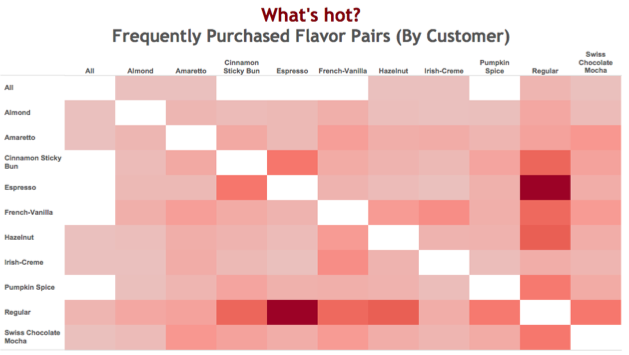 What's hot?
Frequently Purchased Flavor Pairs (By Customer)
All
Almond
Amaretto
Cinnamon
Sticky Bun
Espresso
French-Vanilla
Hazelnut
Irish-Creme
Pumpkin
Spice
Regular
Swiss
Chocolate
Mocha
All
Almond
Amaretto
Cinnamon Sticky
Bun
Espresso
French-Vanilla
Hazelnut
Irish-Creme
Pumpkin Spice
Regular
Swiss Chocolate
Mocha